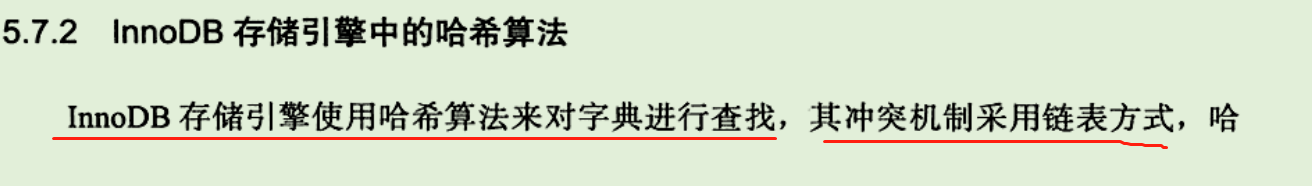 5.7.2 InnoDB 存储引擎中的哈希算法
InnoDB 存储引擎使用哈希算法来对字典进行查找，其冲突机制采用链表方式，哈